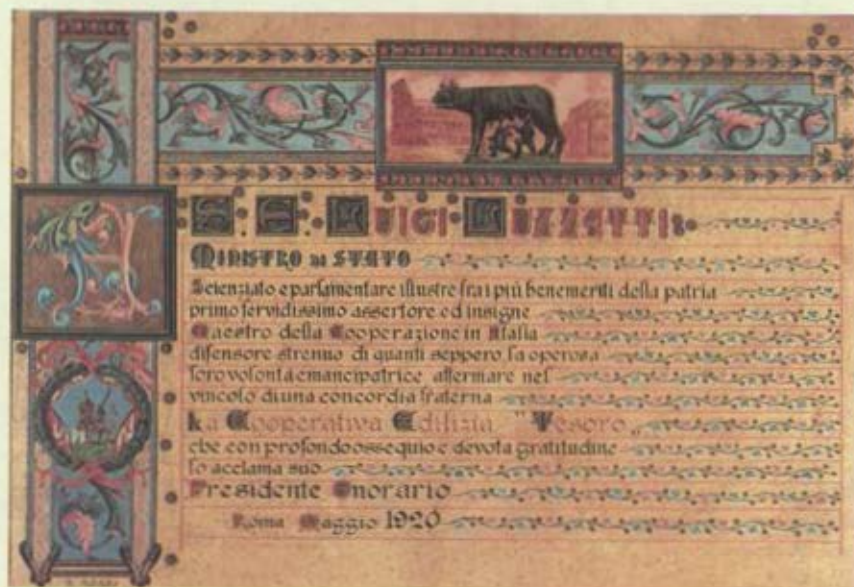 A S. E. Luigi Luzzatti
Ministro di Stato
Scienziato e parlamentare illustre fra i più benemeriti della patria
primo fervidissimo assertore ed insigne
Maestro della Cooperazione in Italia
difensore strenuo di quanti seppero la operosa
loro volontà emancipatrice affermare nel
vincolo di una concordia fraterna
La Cooperativa Edilizia "Tesoro„
che con profondo ossequio e devota gratitudine
lo acclama suo
Presidente Onorario
Roma Maggio 1920